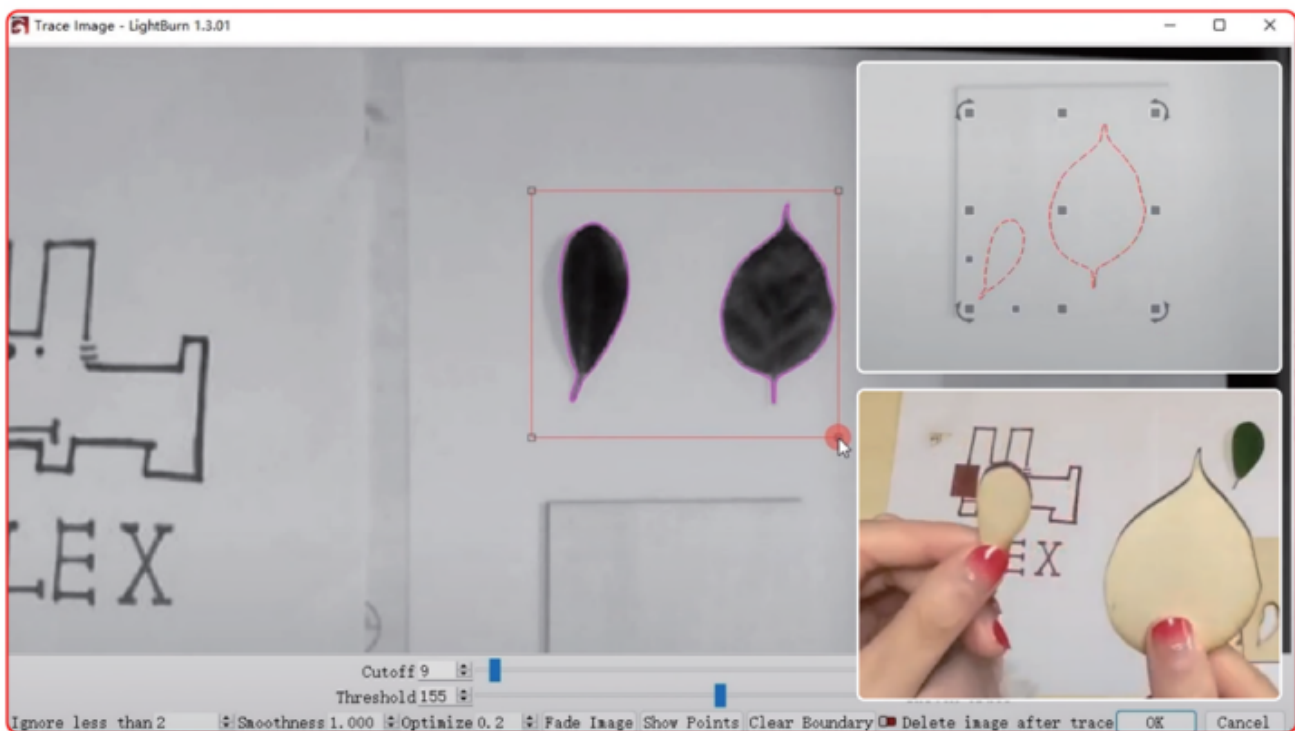 Trace Image - LightBurn 1.3.01
EX
EX
Cutoff 9
Threshold 155
Ignore less than 2 Smoothness 1.000 Optimize 0.2 Fade Image Show Points Clear Boundary Delete image after trace OK Cancel